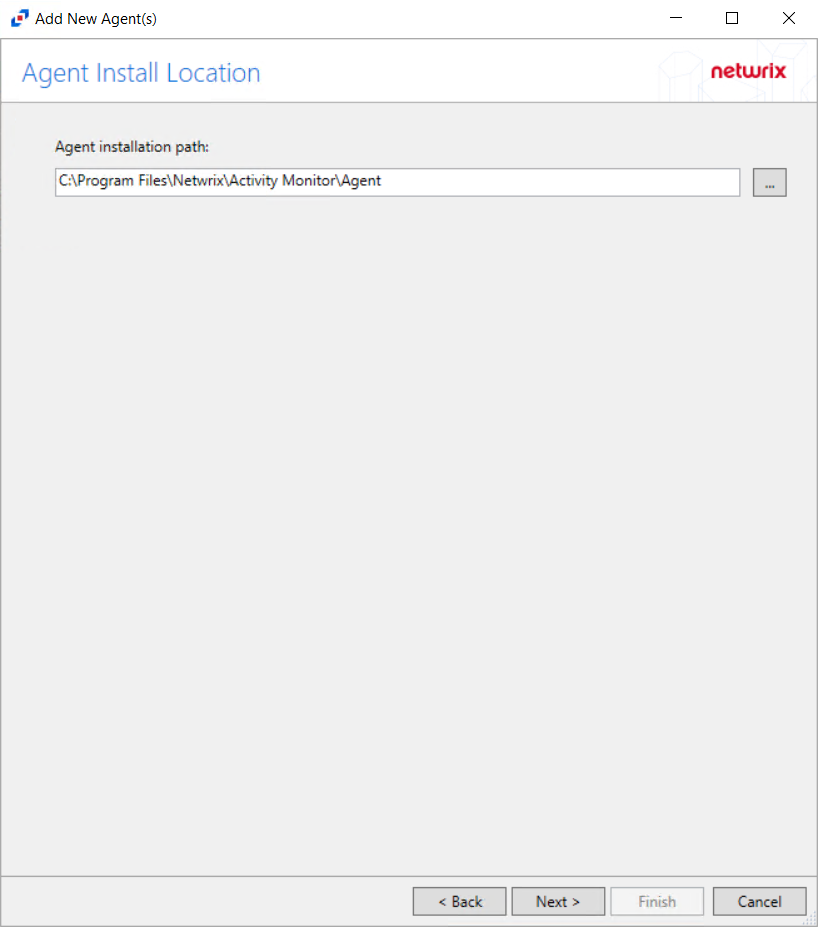 Add New Agent(s)
Agent Install Location
netwrix
Agent installation path:
C:\Program Files\Netwrix\Activity Monitor\Agent
...
< Back
Next >
Finish
Cancel